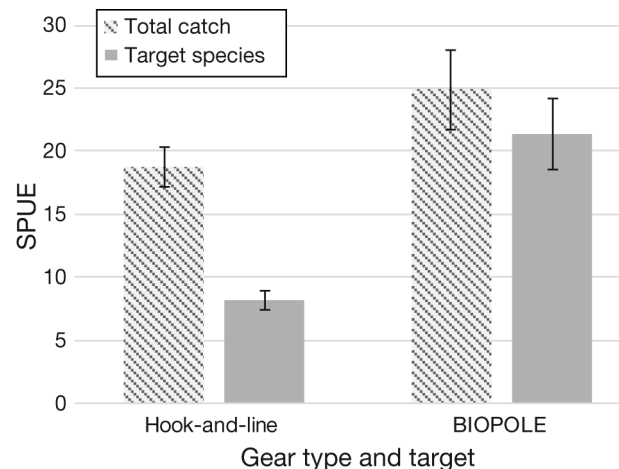 30
25
20
15
10
5
0
SPUE
Total catch
Target species
Hook-and-line
BIOPOLE
Gear type and target